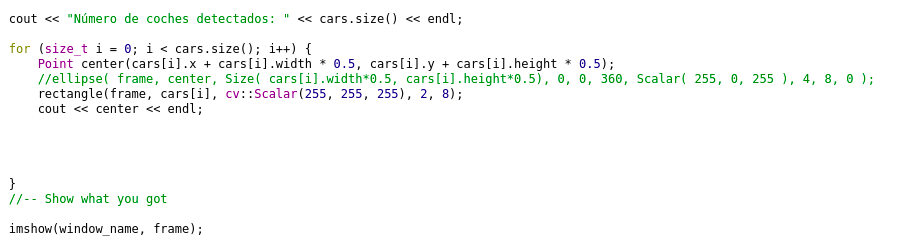 cout << "Número de coches detectados: " << cars.size() << endl;
for (size_t i = 0; i < cars.size(); i++) {
Point center(cars[i].x + cars[i].width * 0.5, cars[i].y + cars[i].height * 0.5);
//ellipse( frame, center, Size( cars[i].width*0.5, cars[i].height*0.5), 0, 0, 360, Scalar( 255, 0, 255 ), 4, 8, 0 );
rectangle(frame, cars[i], cv::Scalar(255, 255, 255), 2, 8);
cout << center << endl;
}
//-- Show what you got
imshow(window_name, frame);